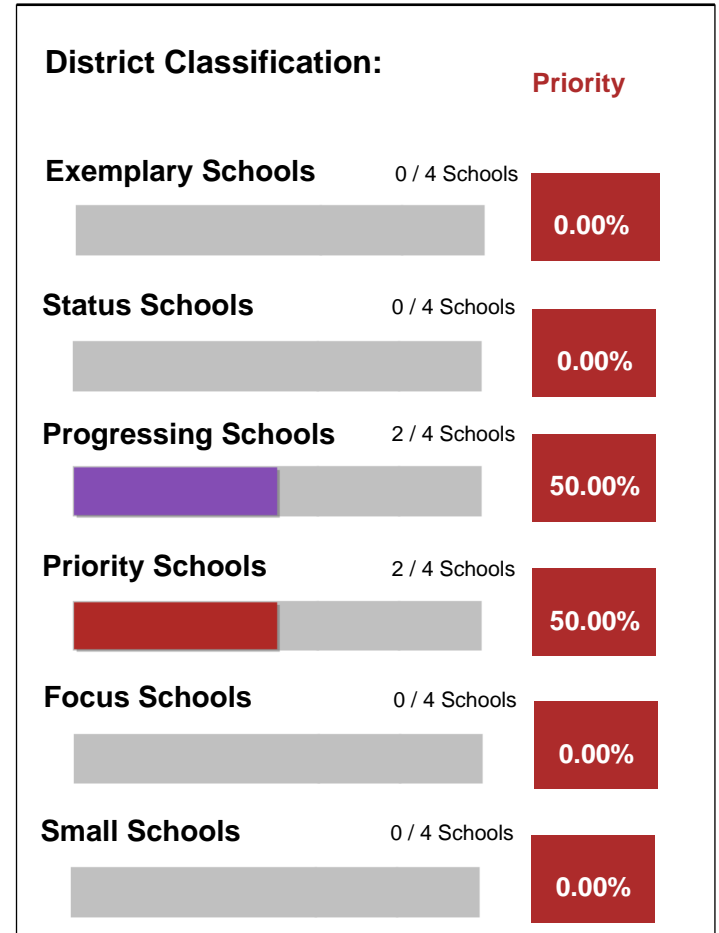 District Classification:
Priority
Exemplary Schools 0 / 4 Schools
0.00%
Status Schools 0 / 4 Schools
0.00%
Progressing Schools 2 / 4 Schools
50.00%
Priority Schools 2 / 4 Schools
50.00%
Focus Schools 0 / 4 Schools
0.00%
Small Schools 0 / 4 Schools
0.00%